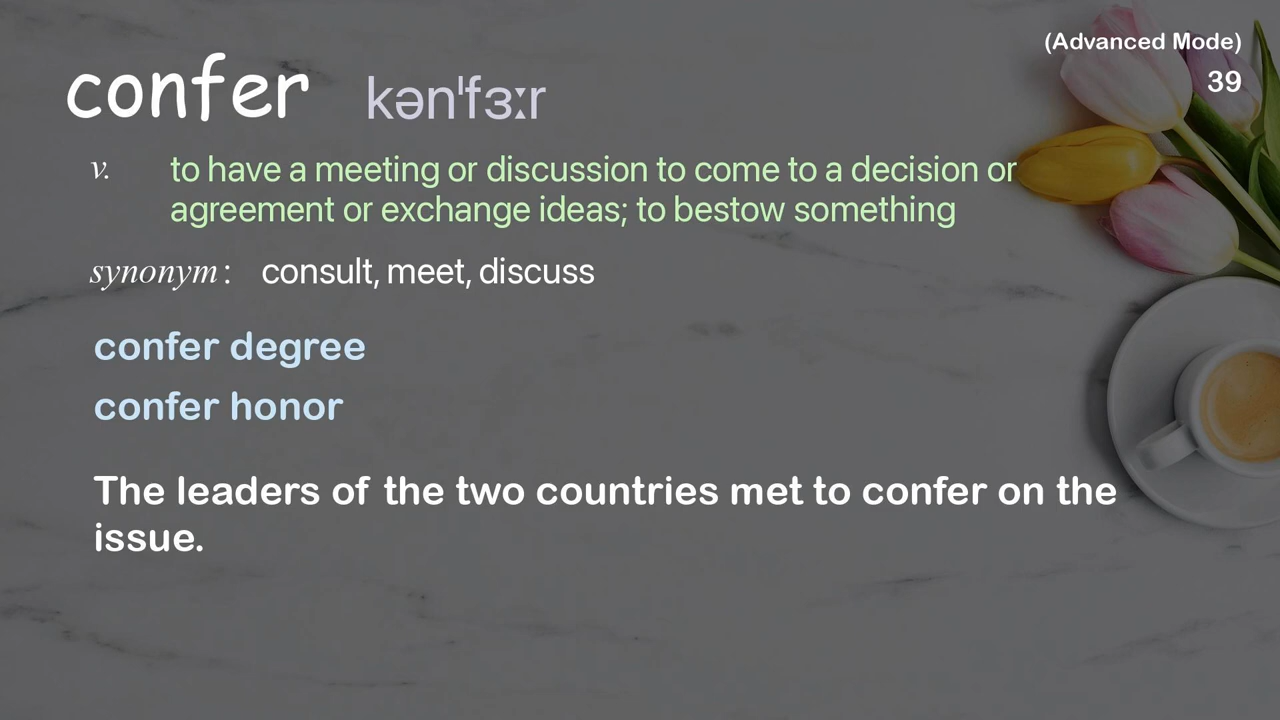 (Advanced Mode)
39
confer kən'fɜːr
v. to have a meeting or discussion to come to a decision or
agreement or exchange ideas; to bestow something
synonym : consult, meet, discuss
confer degree
confer honor
The leaders of the two countries met to confer on the
issue.